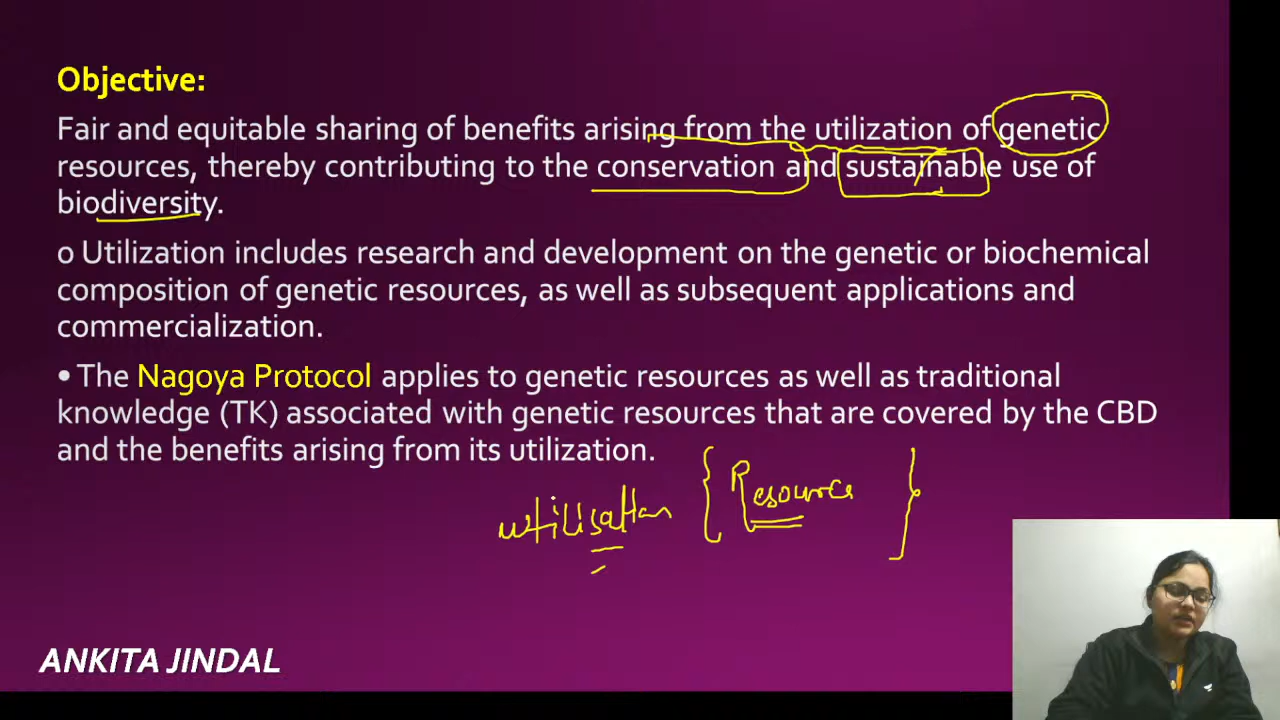 Objective:
Fair and equitable sharing of benefits arising from the utilization of genetic
resources, thereby contributing to the conservation and sustainable use of
biodiversity.
o Utilization includes research and development on the genetic or biochemical
composition of genetic resources, as well as subsequent applications and
commercialization.
• The Nagoya Protocol applies to genetic resources as well as traditional
knowledge (TK) associated with genetic resources that are covered by the CBD
and the benefits arising from its utilization.
utilisation { Resource }
ANKITA JINDAL